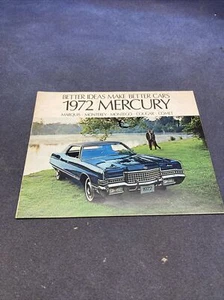 BETTER IDEAS MAKE BETTER CARS
1972 MERCURY
MARQUIS · MONTEREY · MONTEGO · COUGAR · COMET